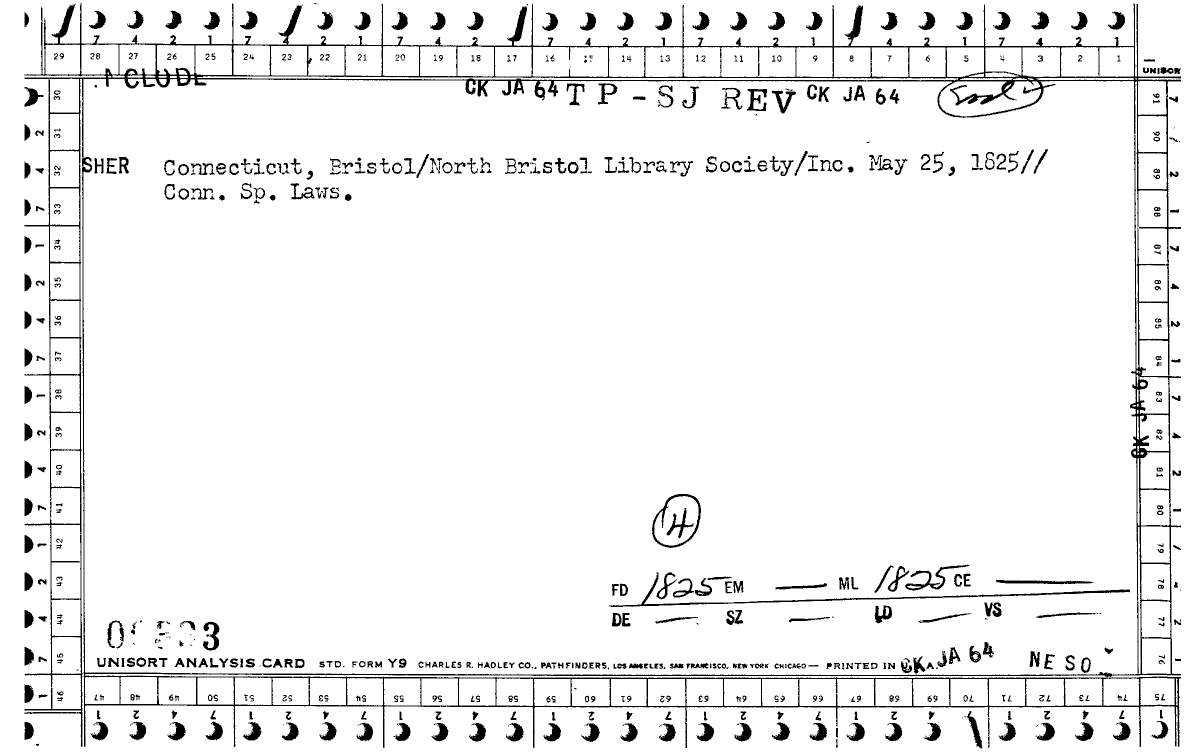 7 4 2 1 7 4 2 1 7 4 2 1 7 4 2 1 7 4 2 1 7 4 2 1 7 4 2 1
29 28 27 26 25 24 23 22 21 20 19 18 17 16 15 14 13 12 11 10 9 8 7 6 5 4 3 2 1
UNISOR
NCLUDE CK JA 64 TP-SJ REV CK JA 64
SHER Connecticut, Bristol/North Bristol Library Society/Inc. May 25, 1825//
Conn. Sp. Laws.
30 31 32 33 34 35 36 37 38 39 40 41 42 43 44 45 46
91 90 89 88 87 86 85 84 83 82 81 80 79 78 77 76 75
CK JA 64
4
FD 1825 EM — ML 1825 CE —
DE — SZ — LD — VS —
3
UNISORT ANALYSIS CARD STD. FORM Y9 CHARLES R. HADLEY CO., PATHFINDERS, LOS ANGELES, SAN FRANCISCO, NEW YORK CHICAGO — PRINTED IN
CK JA 64 NESO
47 48 49 50 51 52 53 54 55 56 57 58 59 60 61 62 63 64 65 66 67 68 69 70 71 72 73 74
1 2 4 7 1 2 4 7 1 2 4 7 1 2 4 7 1 2 4 7 1 2 4 7 1 2 4 7 1